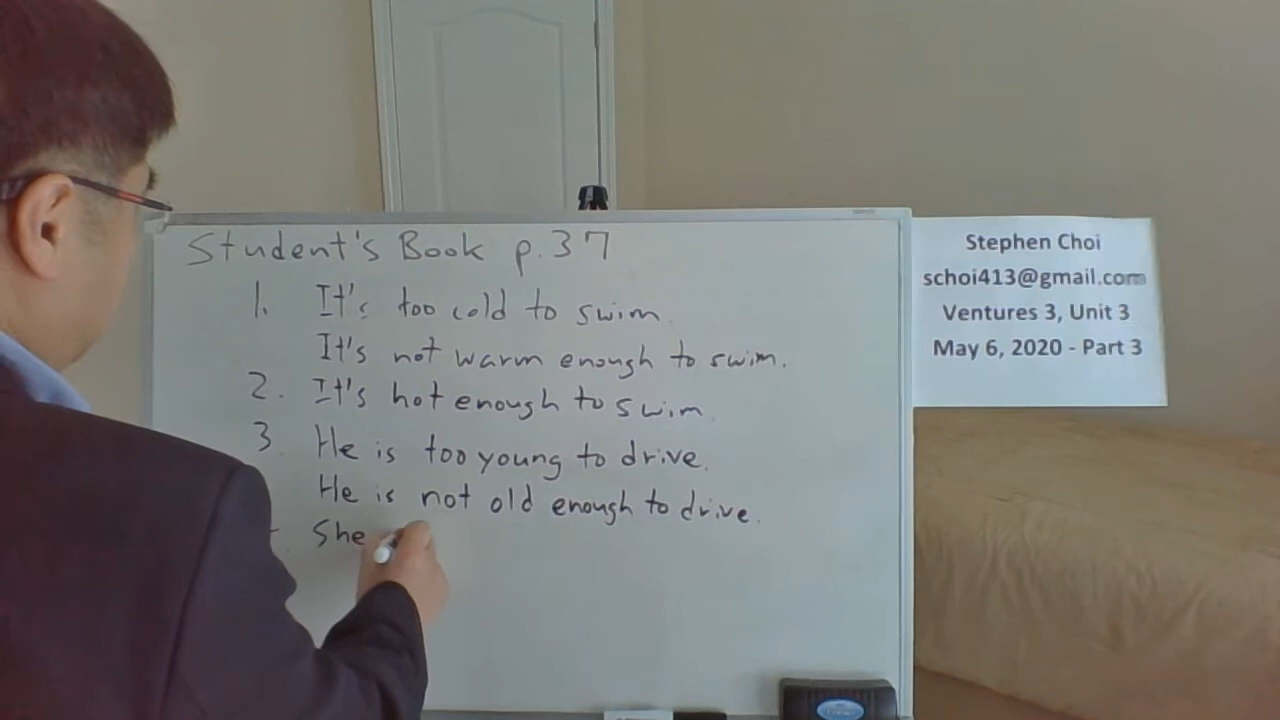 Student's Book p.37
1. It's too cold to swim.
It's not warm enough to swim.
2. It's hot enough to swim.
3. He is too young to drive.
He is not old enough to drive.
She
Stephen Choi
schoi413@gmail.com
Ventures 3, Unit 3
May 6, 2020 - Part 3